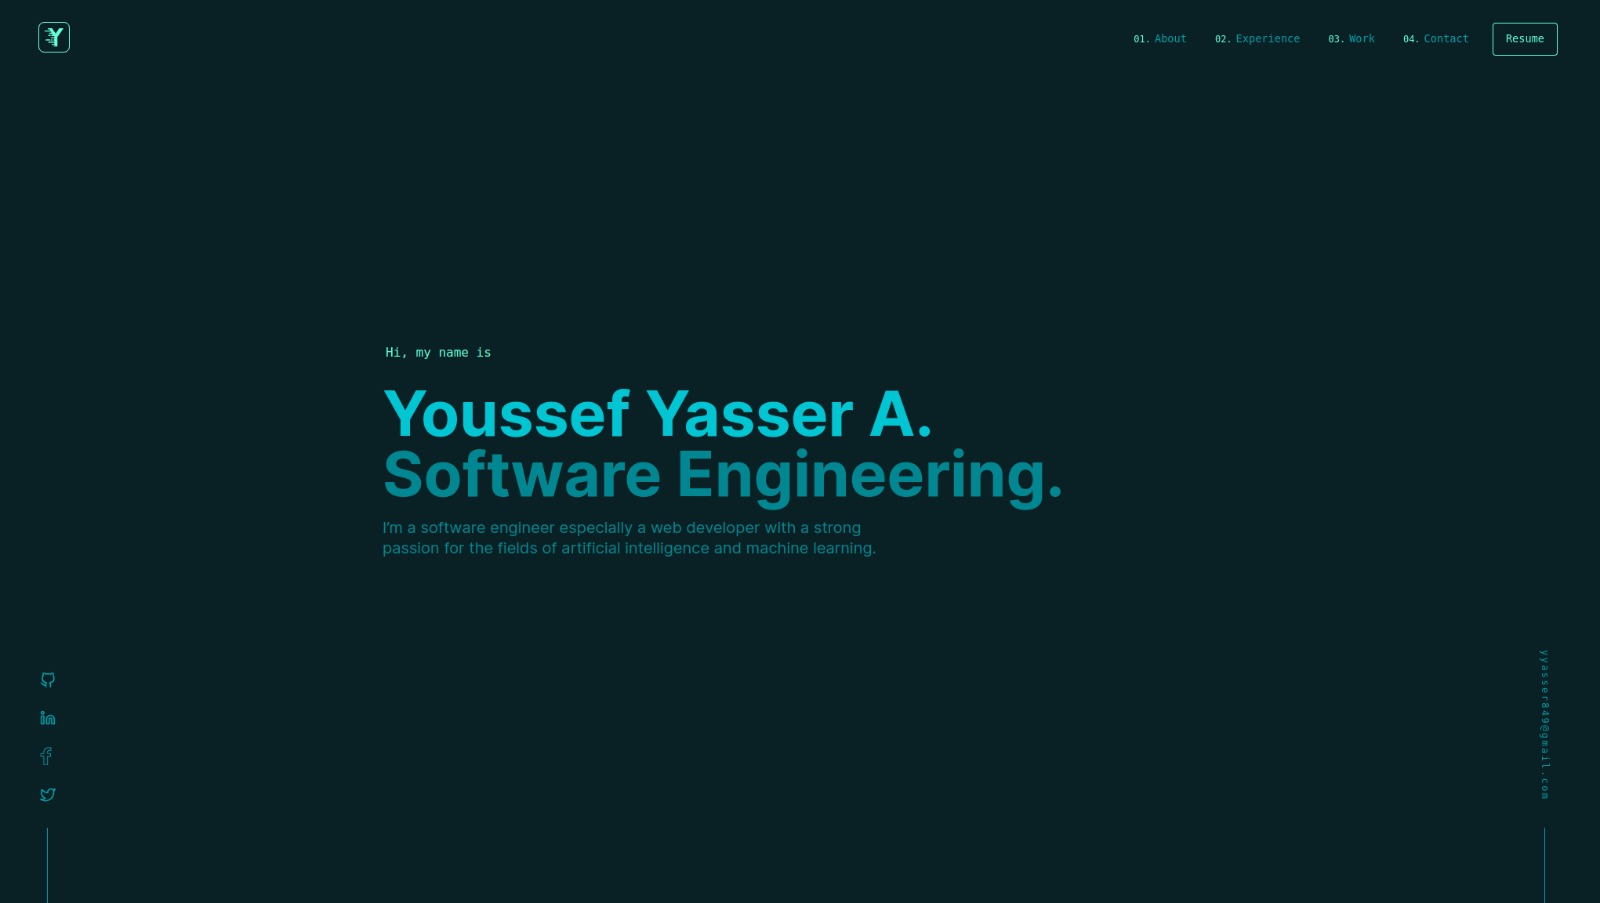 Y
01. About 02. Experience 03. Work 04. Contact Resume
Hi, my name is
Youssef Yasser A.
Software Engineering.
I'm a software engineer especially a web developer with a strong
passion for the fields of artificial intelligence and machine learning.
in
f
yyasser849@gmail.com